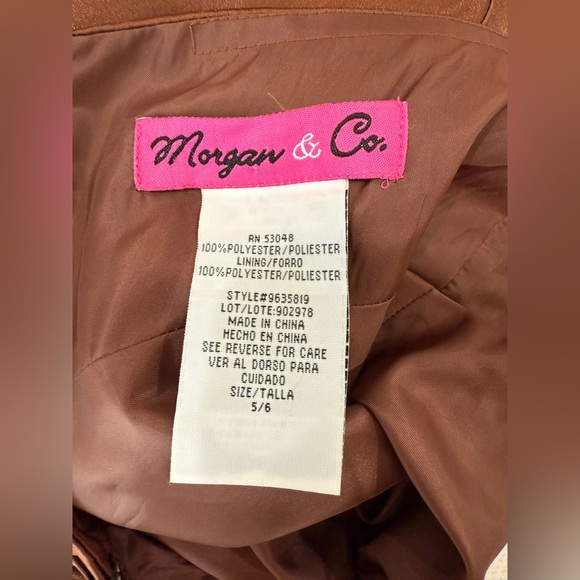 Morgan & Co.
RN 53048
100%POLYESTER/POLIESTER
LINING/FORRO
100%POLYESTER/POLIESTER
STYLE#9635819
LOT/LOTE:902978
MADE IN CHINA
HECHO EN CHINA
SEE REVERSE FOR CARE
VER AL DORSO PARA
CUIDADO
SIZE/TALLA
5/6